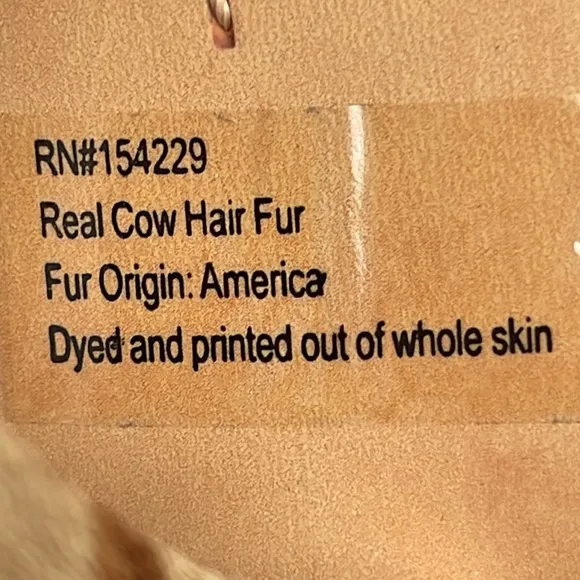 RN#154229
Real Cow Hair Fur
Fur Origin: America
Dyed and printed out of whole skin